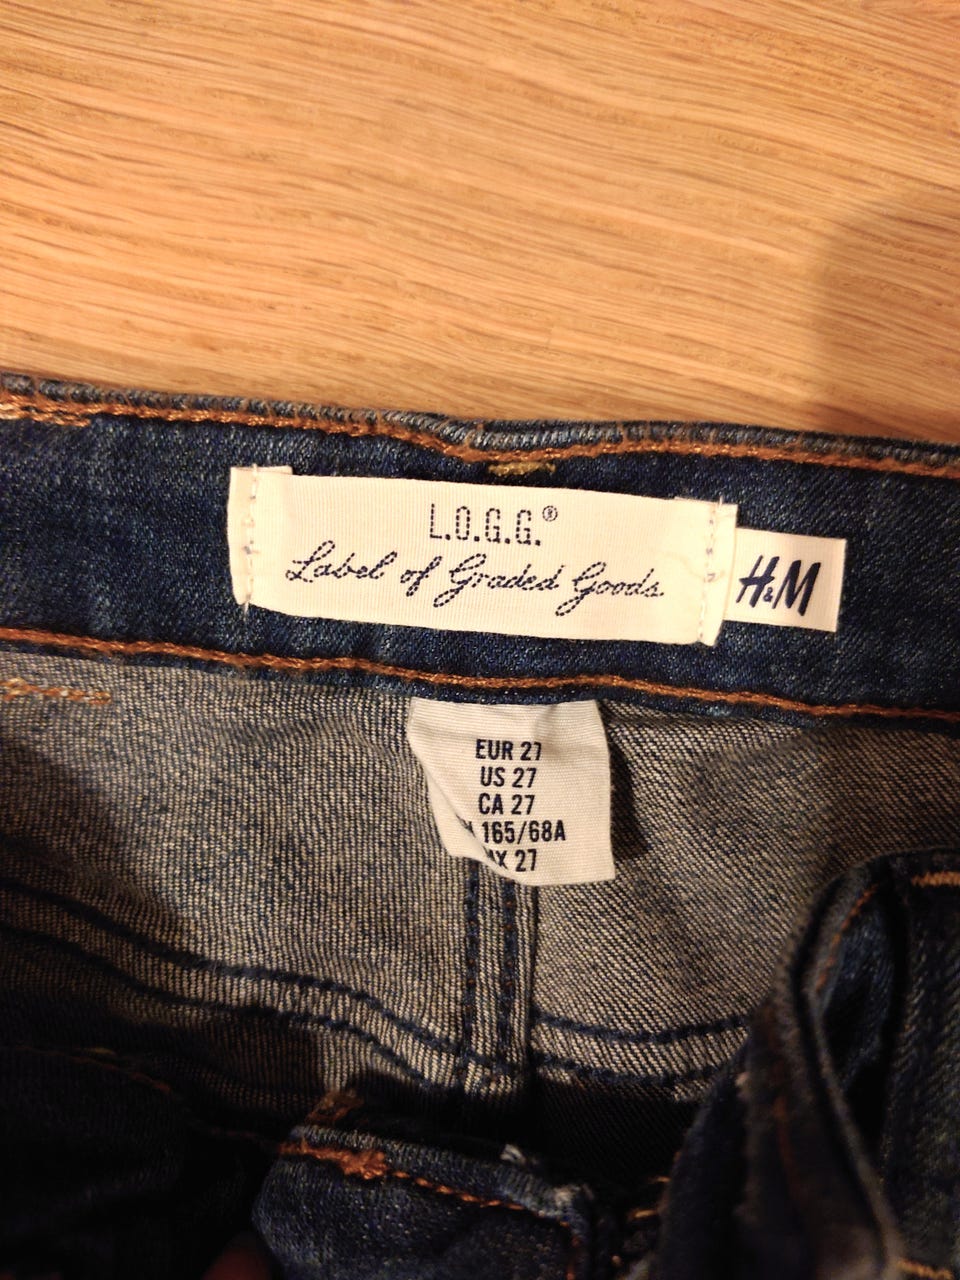 L.O.G.G.®
Label of Graded Goods
H&M
EUR 27
US 27
CA 27
165/68A
27